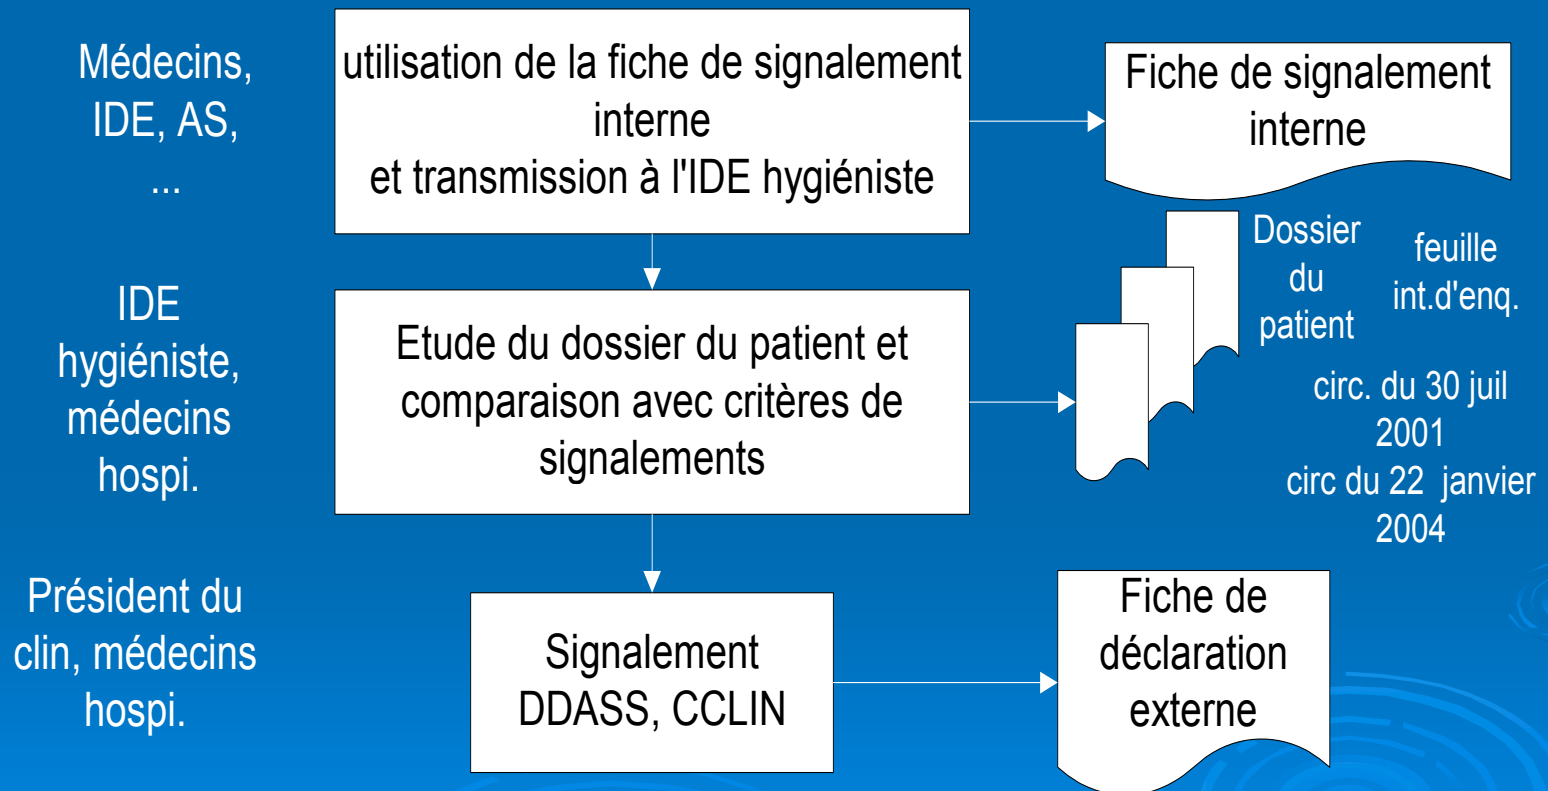 Médecins,
IDE, AS,
...
utilisation de la fiche de signalement
interne
et transmission à l'IDE hygiéniste
Fiche de signalement
interne
IDE
hygiéniste,
médecins
hospi.
Etude du dossier du patient et
comparaison avec critères de
signalements
Dossier
du
patient
feuille
int.d'enq.
circ. du 30 juil
2001
circ du 22 janvier
2004
Président du
clin, médecins
hospi.
Signalement
DDASS, CCLIN
Fiche de
déclaration
externe